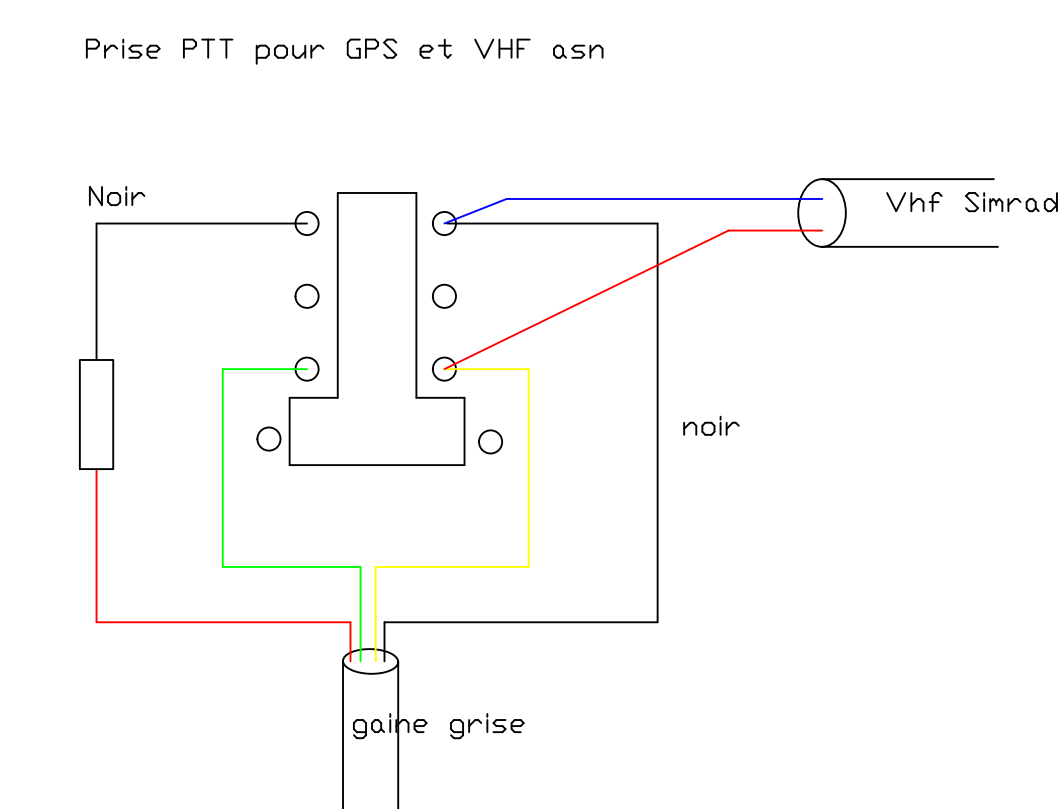 Prise PTT pour GPS et VHF asn
Noir
Vhf Simrad
noir
gaine grise